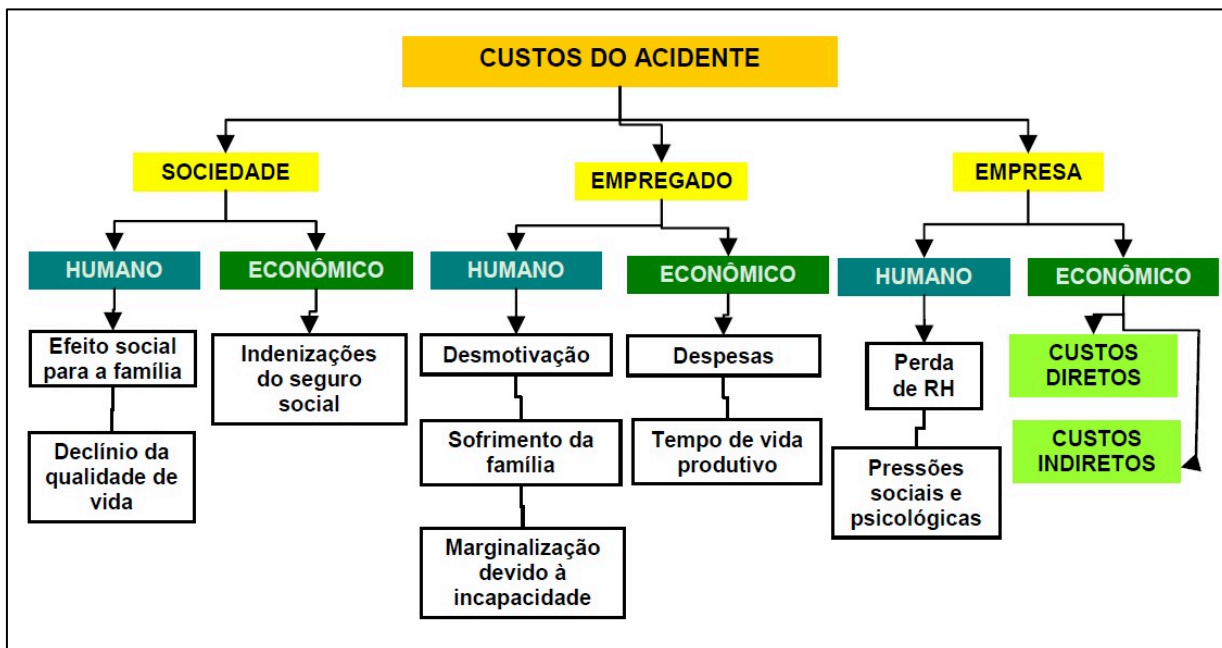 CUSTOS DO ACIDENTE
SOCIEDADE
EMPREGADO
EMPRESA
HUMANO
ECONÔMICO
HUMANO
ECONÔMICO
HUMANO
ECONÔMICO
Efeito social
para a família
Declínio da
qualidade de
vida
Indenizações
do seguro
social
Desmotivação
Sofrimento da
família
Marginalização
devido à
incapacidade
Despesas
Tempo de vida
produtivo
Perda
de RH
Pressões
sociais e
psicológicas
CUSTOS
DIRETOS
CUSTOS
INDIRETOS